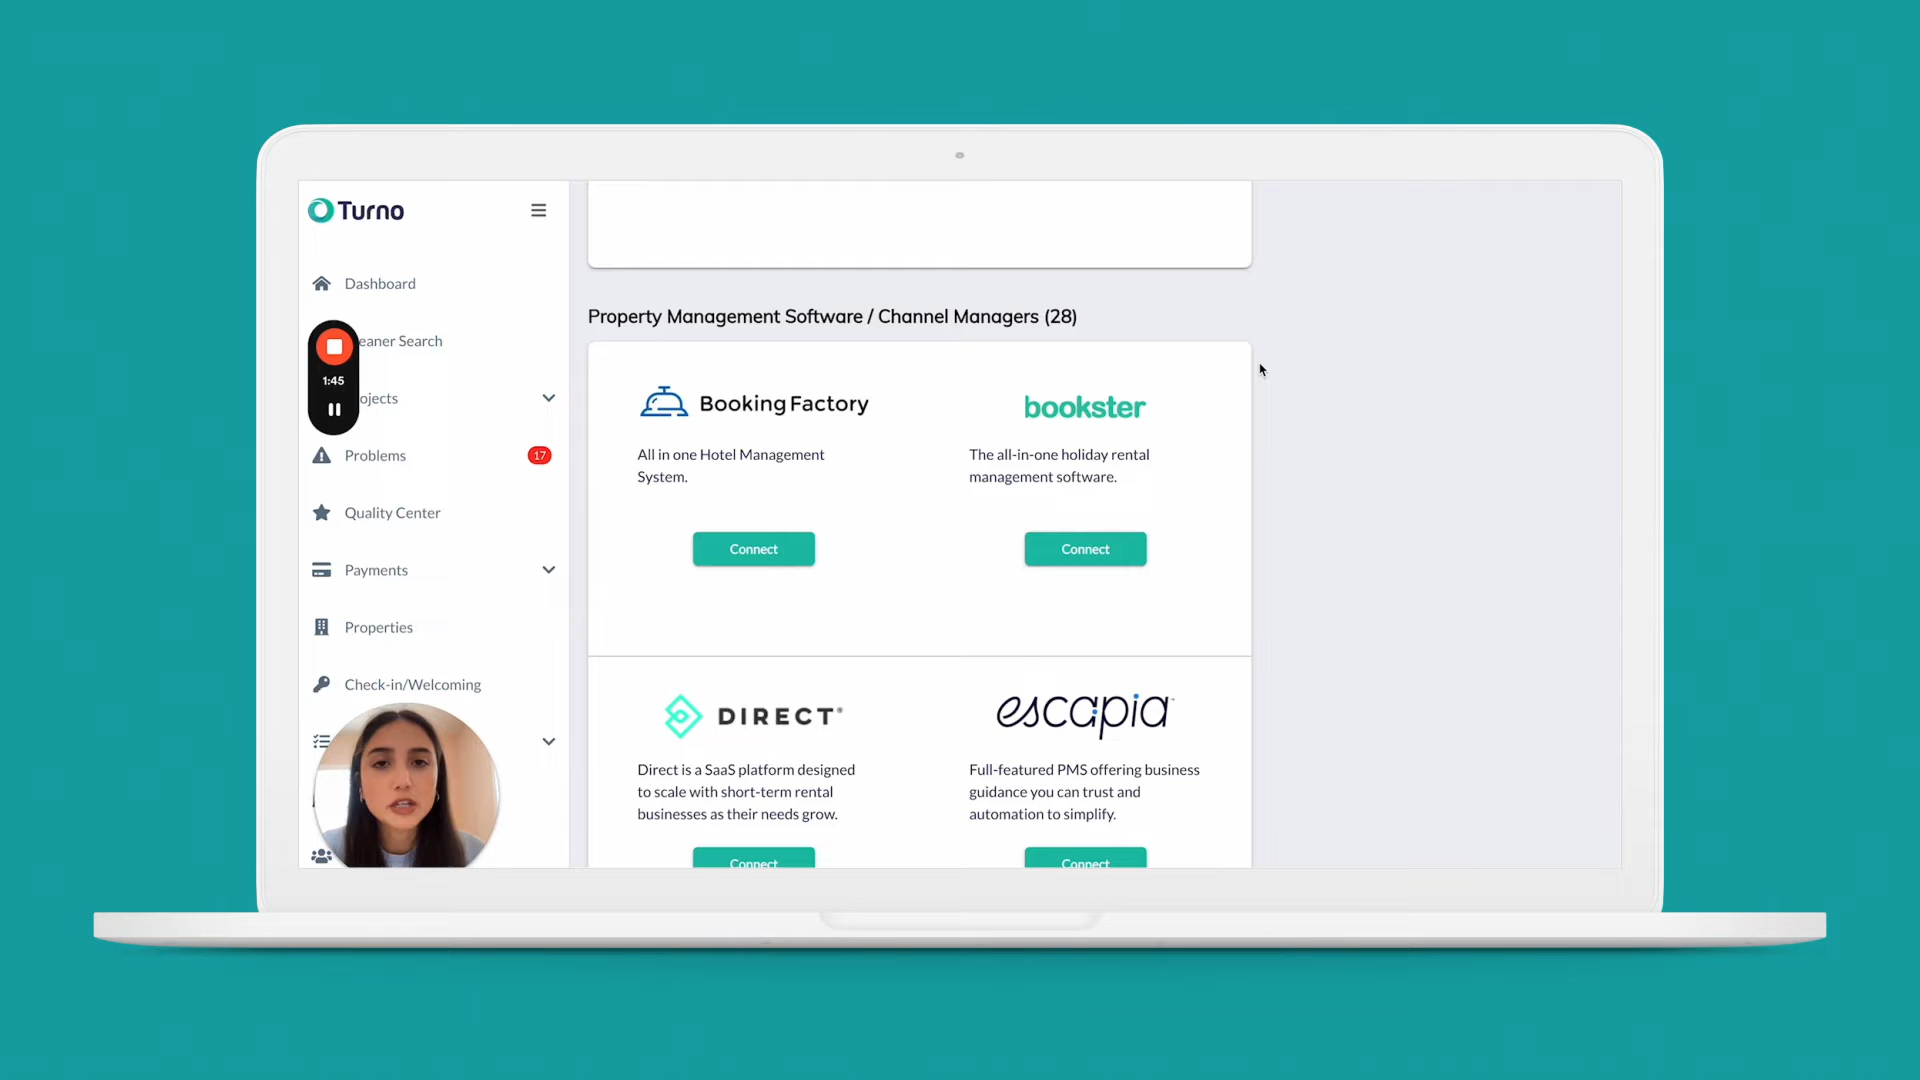 Turno
Dashboard
eaner Search
1:45
ojects
Problems
17
Quality Center
Payments
Properties
Check-in/Welcoming
Property Management Software / Channel Managers (28)
BookingFactory
All in one Hotel Management
System.
Connect
bookster
The all-in-one holiday rental
management software.
Connect
DIRECT®
Direct is a SaaS platform designed
to scale with short-term rental
businesses as their needs grow.
Connect
escapia™
Full-featured PMS offering business
guidance you can trust and
automation to simplify.
Connect